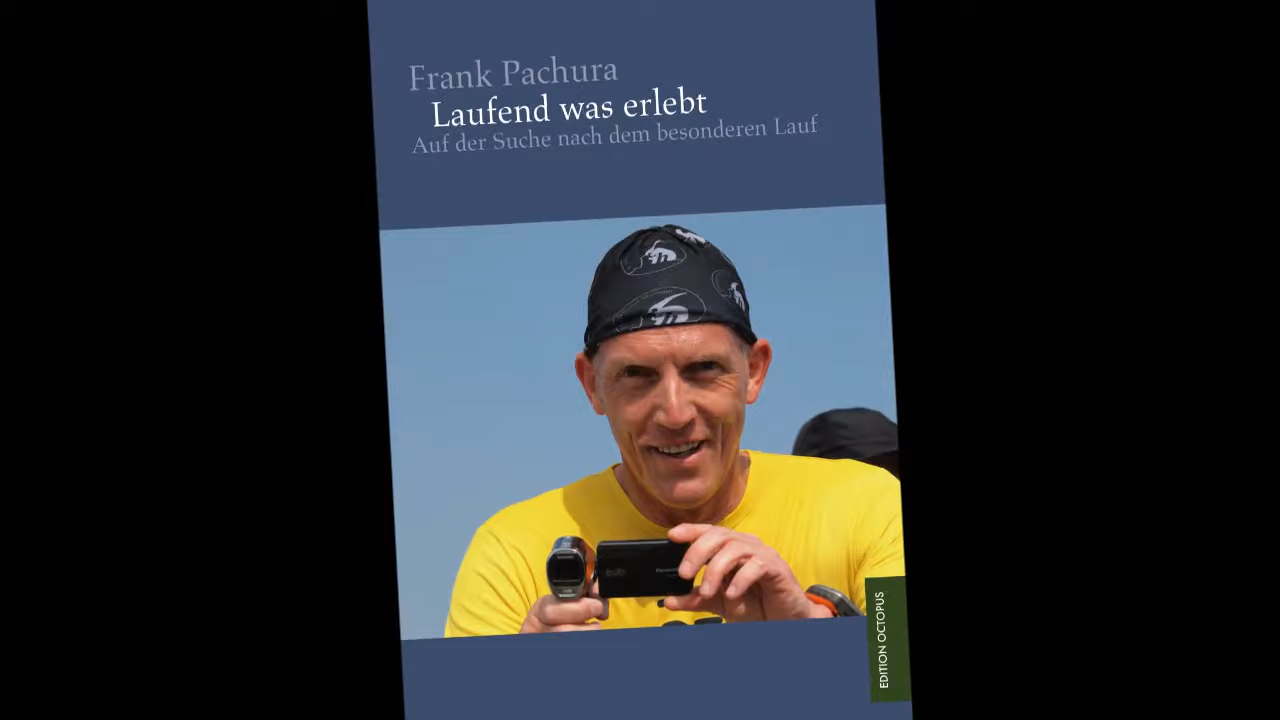 Frank Pachura
Laufend was erlebt
Auf der Suche nach dem besonderen Lauf
EDITION OCTOPUS